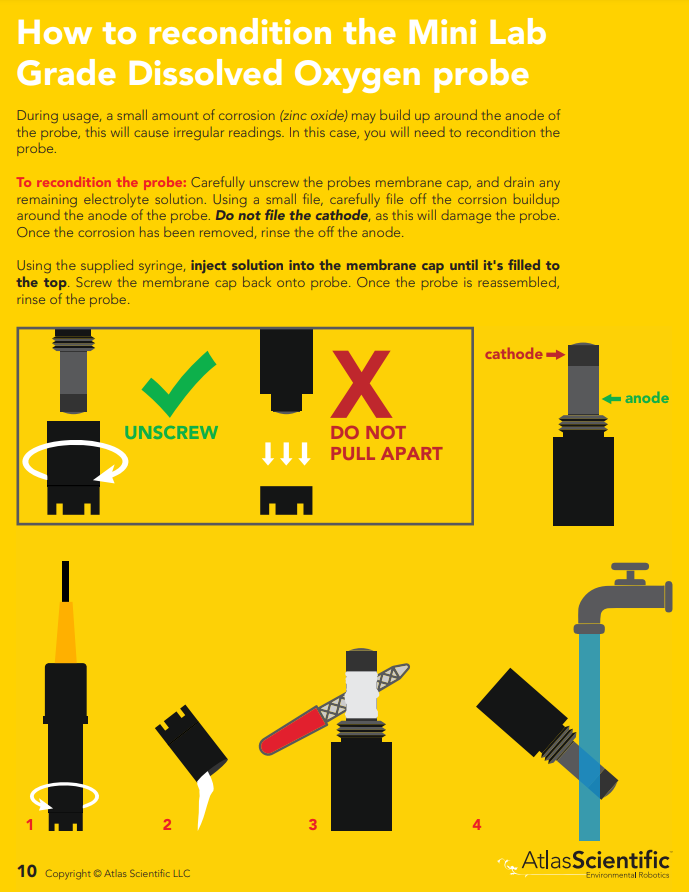 How to recondition the Mini Lab
Grade Dissolved Oxygen probe
During usage, a small amount of corrosion (zinc oxide) may build up around the anode of
the probe, this will cause irregular readings. In this case, you will need to recondition the
probe.
To recondition the probe: Carefully unscrew the probes membrane cap, and drain any
remaining electrolyte solution. Using a small file, carefully file off the corrsion buildup
around the anode of the probe. Do not file the cathode, as this will damage the probe.
Once the corrosion has been removed, rinse the off the anode.
Using the supplied syringe, inject solution into the membrane cap until it's filled to
the top. Screw the membrane cap back onto probe. Once the probe is reassembled,
rinse of the probe.
UNSCREW
X
DO NOT
PULL APART
cathode
anode
1
2
3
4
10 Copyright © Atlas Scientific LLC
AtlasScientific
Environmental Robotics